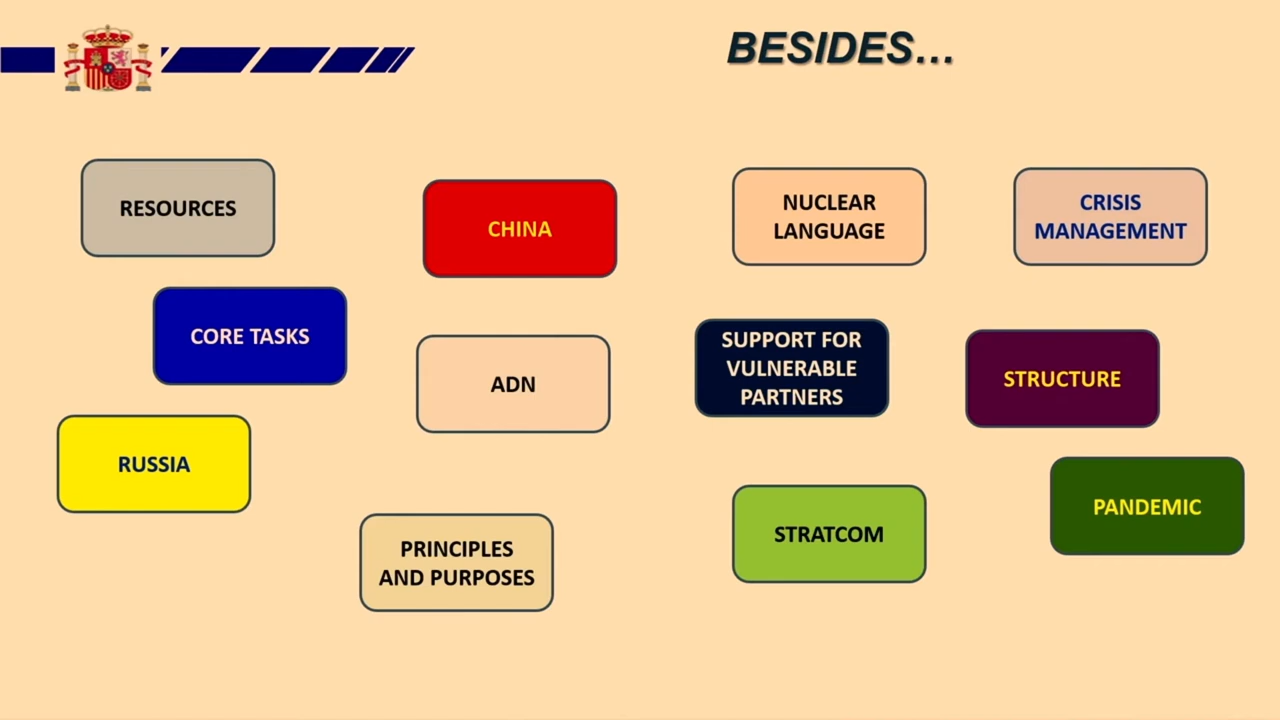 BESIDES...
RESOURCES
CHINA
NUCLEAR
LANGUAGE
CRISIS
MANAGEMENT
CORE TASKS
ADN
SUPPORT FOR
VULNERABLE
PARTNERS
STRUCTURE
RUSSIA
PRINCIPLES
AND PURPOSES
STRATCOM
PANDEMIC